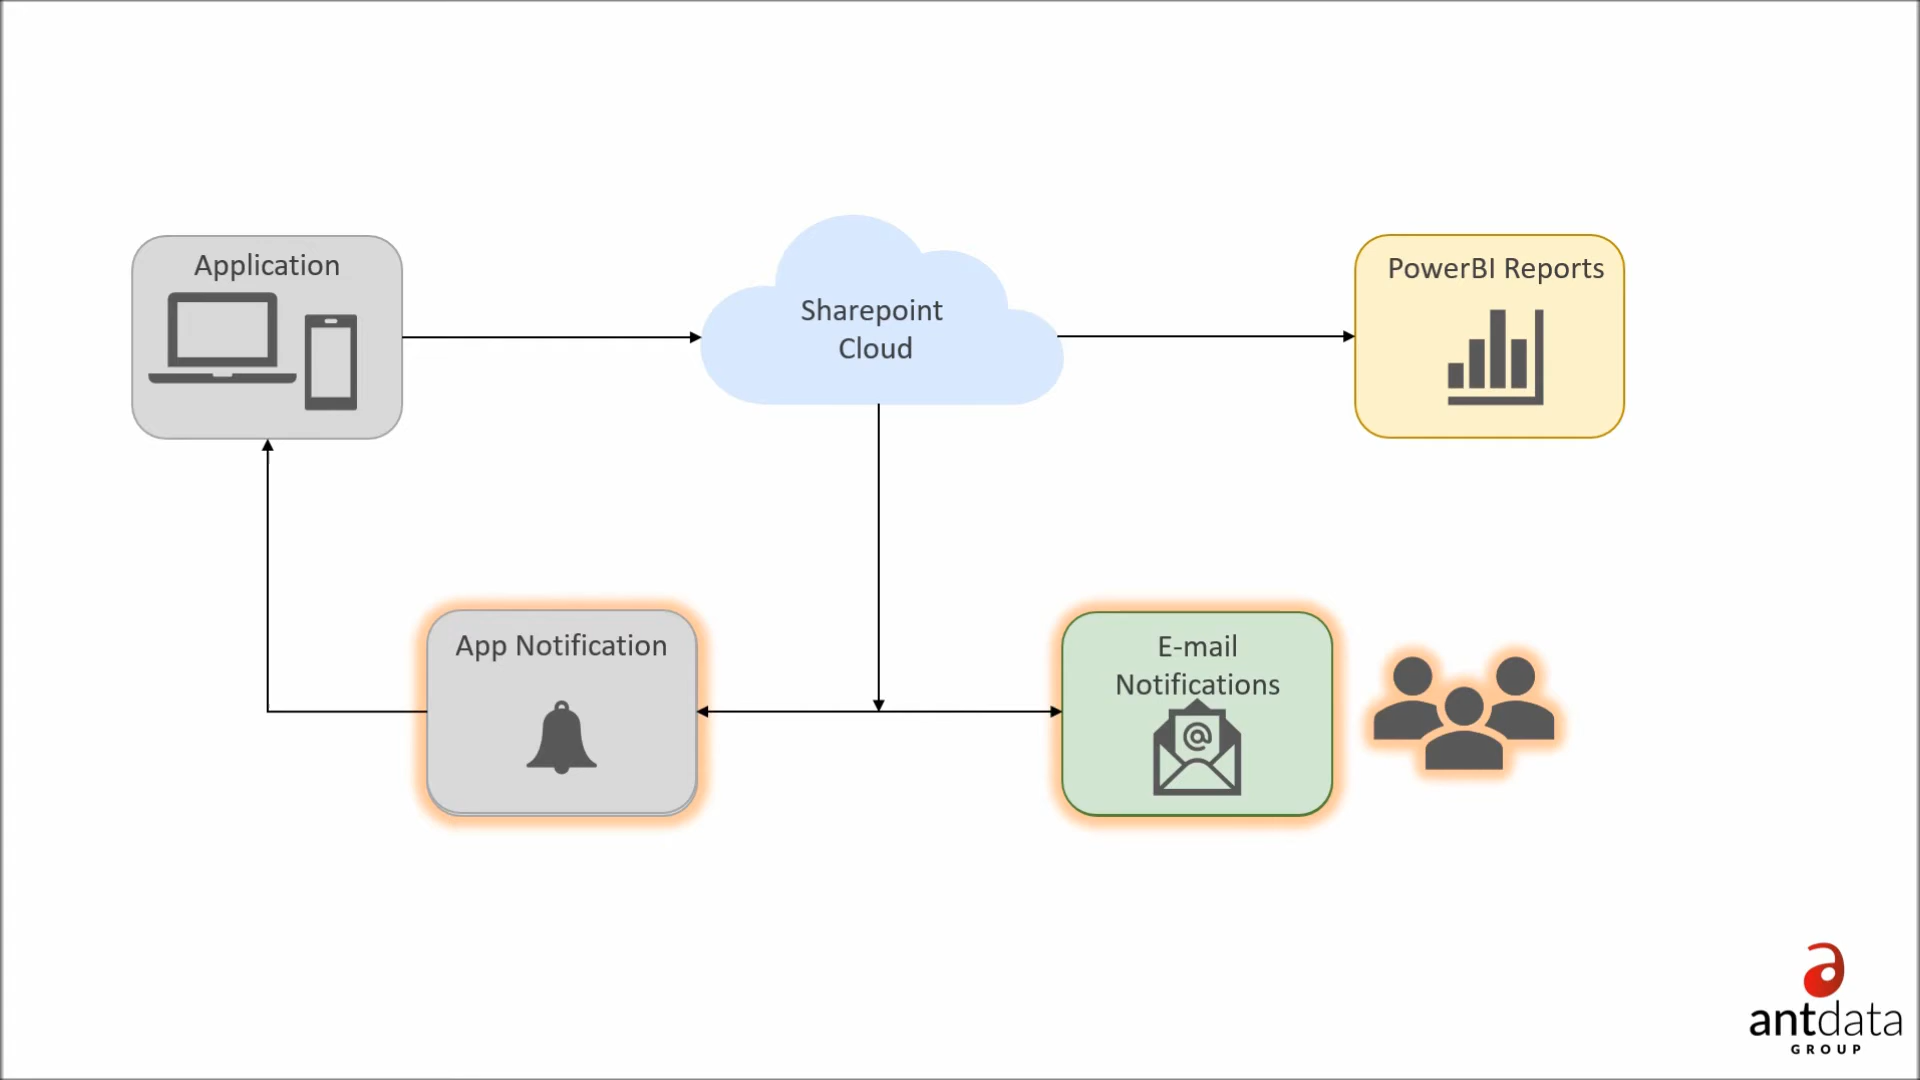 Application
Sharepoint
Cloud
PowerBI Reports
App Notification
E-mail
Notifications
@
a
antdata
GROUP